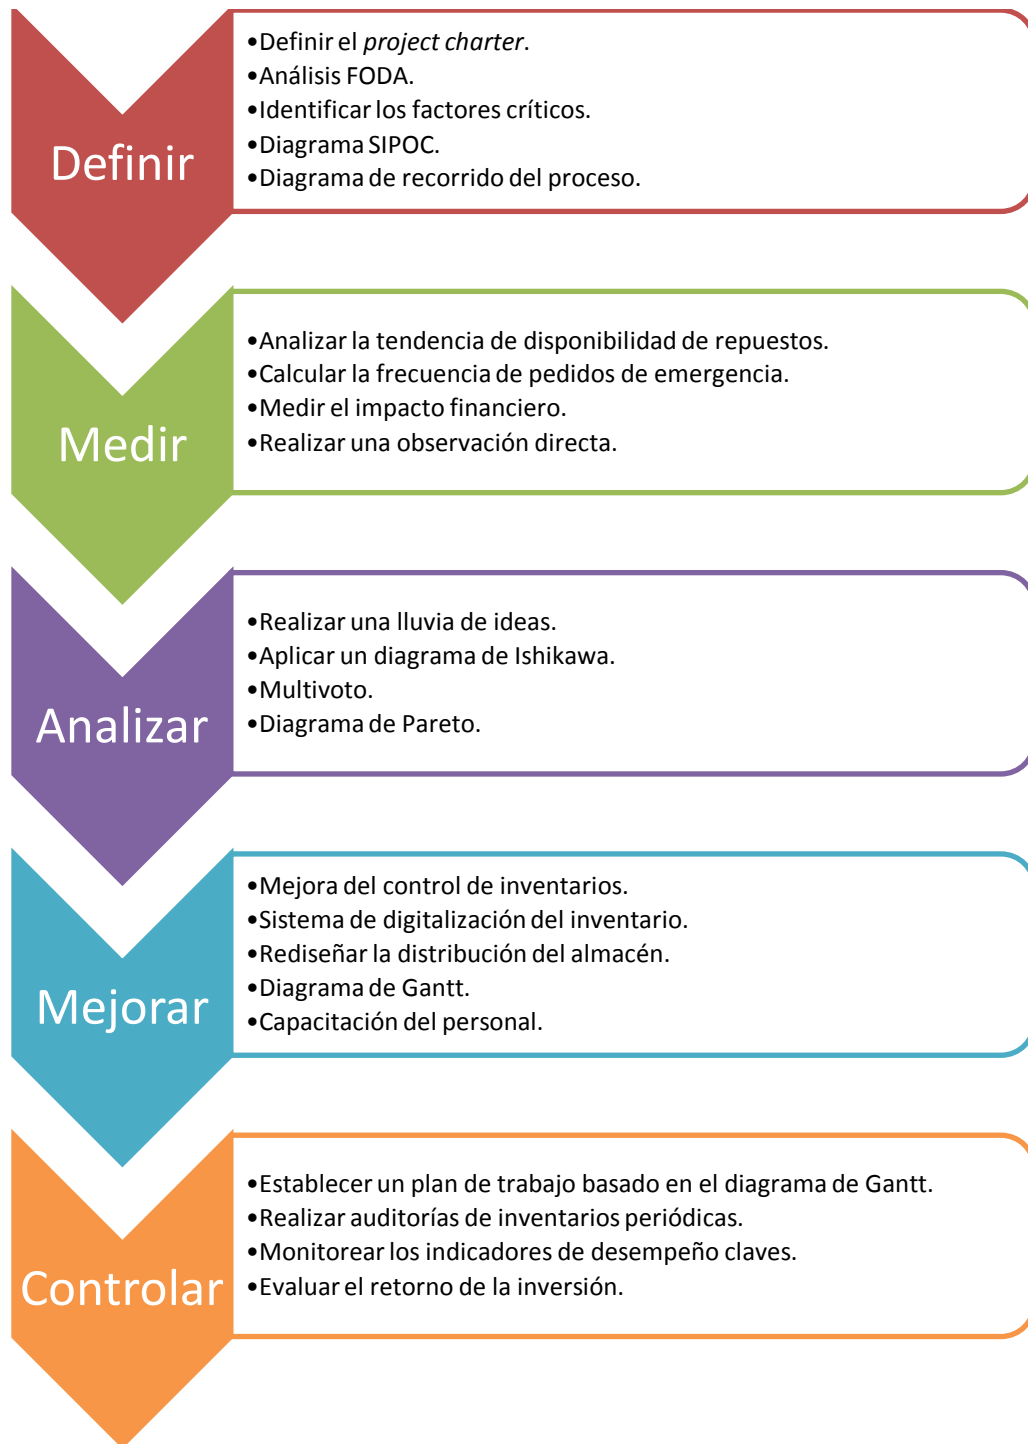 Definir
•Definir el project charter.
•Análisis FODA.
•Identificar los factores críticos.
•Diagrama SIPOC.
•Diagrama de recorrido del proceso.
Medir
•Analizar la tendencia de disponibilidad de repuestos.
•Calcular la frecuencia de pedidos de emergencia.
•Medir el impacto financiero.
•Realizar una observación directa.
Analizar
•Realizar una lluvia de ideas.
•Aplicar un diagrama de Ishikawa.
•Multivoto.
•Diagrama de Pareto.
Mejorar
•Mejora del control de inventarios.
•Sistema de digitalización del inventario.
•Rediseñar la distribución del almacén.
•Diagrama de Gantt.
•Capacitación del personal.
Controlar
•Establecer un plan de trabajo basado en el diagrama de Gantt.
•Realizar auditorías de inventarios periódicas.
•Monitorear los indicadores de desempeño claves.
•Evaluar el retorno de la inversión.